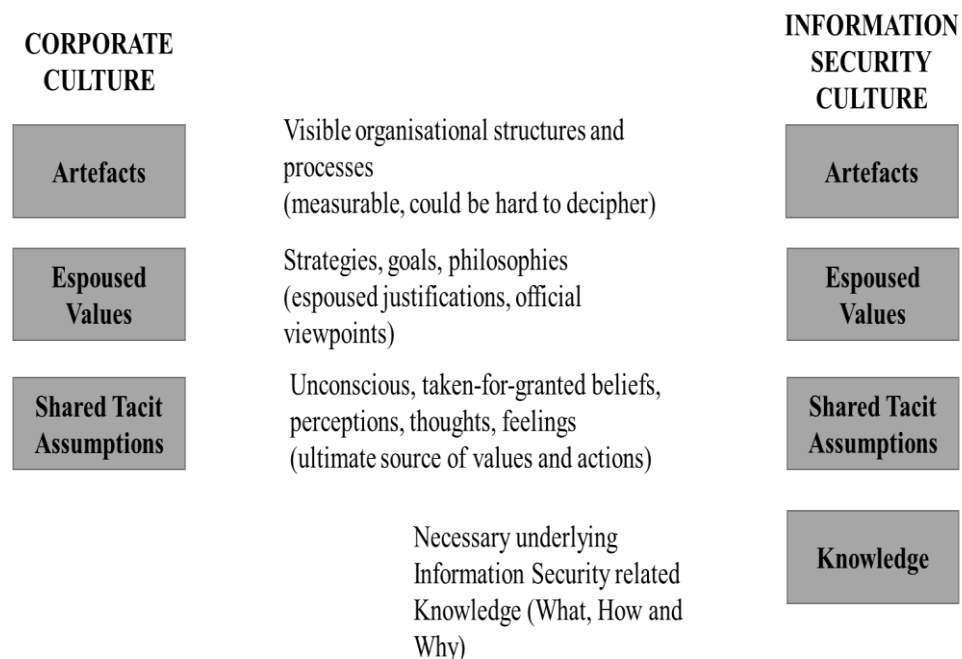 CORPORATE
CULTURE
INFORMATION
SECURITY
CULTURE
Artefacts
Visible organisational structures and
processes
(measurable, could be hard to decipher)
Artefacts
Espoused
Values
Strategies, goals, philosophies
(espoused justifications, official
viewpoints)
Espoused
Values
Shared Tacit
Assumptions
Unconscious, taken-for-granted beliefs,
perceptions, thoughts, feelings
(ultimate source of values and actions)
Shared Tacit
Assumptions
Necessary underlying
Information Security related
Knowledge (What, How and
Why)
Knowledge